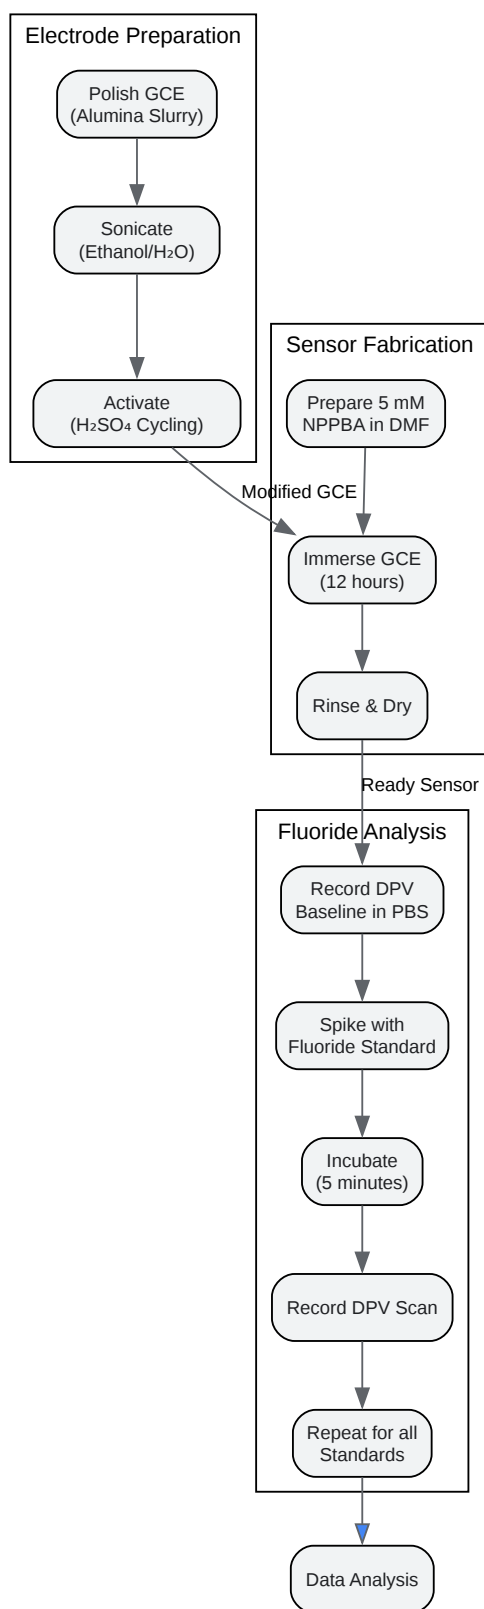 Electrode Preparation
Polish GCE
(Alumina Slurry)
Sonicate
(Ethanol/H₂O)
Activate
(H₂SO₄ Cycling)
Sensor Fabrication
Prepare 5 mM
NPPBA in DMF
Modified GCE
Immerse GCE
(12 hours)
Rinse & Dry
Ready Sensor
Fluoride Analysis
Record DPV
Baseline in PBS
Spike with
Fluoride Standard
Incubate
(5 minutes)
Record DPV Scan
Repeat for all
Standards
Data Analysis